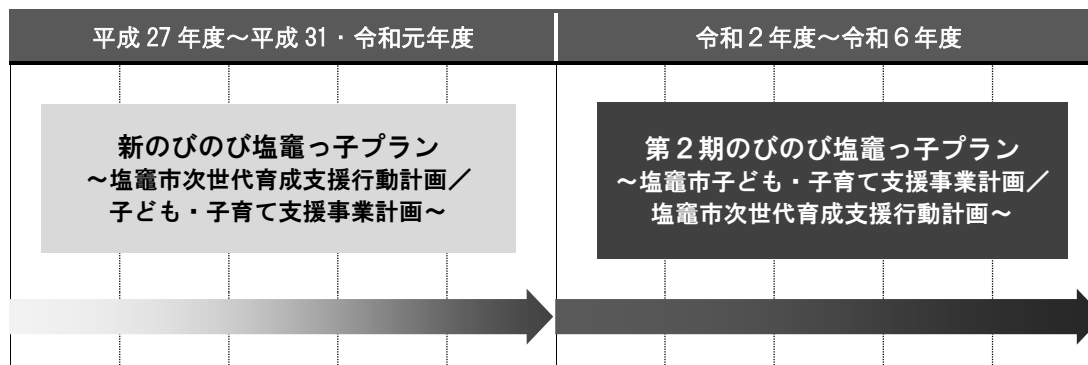 平成27年度～平成31・令和元年度
令和２年度～令和６年度
新のびのび塩竈っ子プラン
～塩竈市次世代育成支援行動計画／
子ども・子育て支援事業計画～
第２期のびのび塩竈っ子プラン
～塩竈市子ども・子育て支援事業計画／
塩竈市次世代育成支援行動計画～